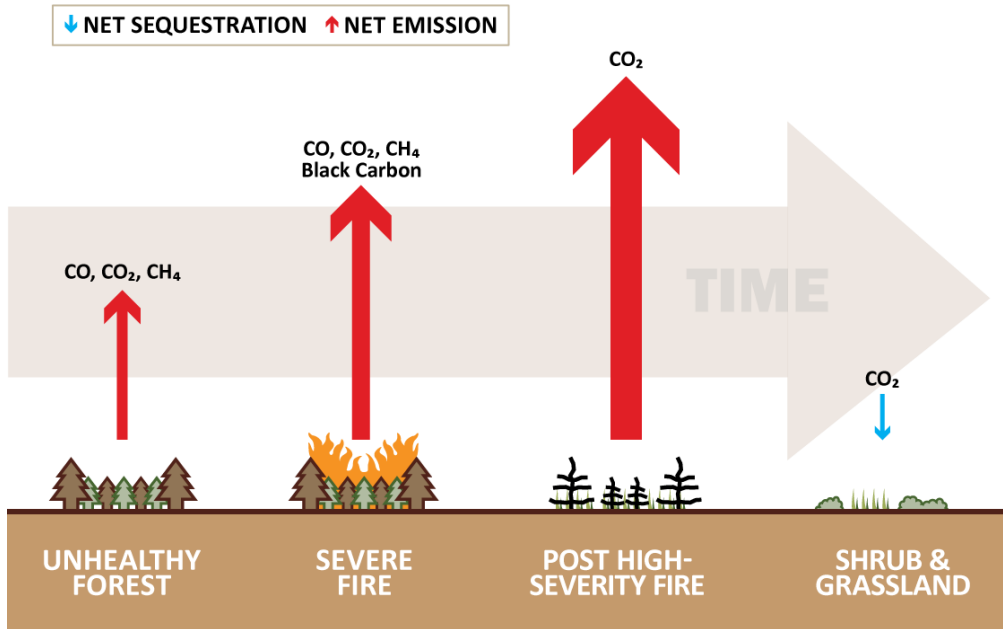 NET SEQUESTRATION NET EMISSION
CO₂
CO, CO₂, CH₄
Black Carbon
CO, CO₂, CH₄
TIME
CO₂
UNHEALTHY
FOREST
SEVERE
FIRE
POST HIGH-
SEVERITY FIRE
SHRUB &
GRASSLAND